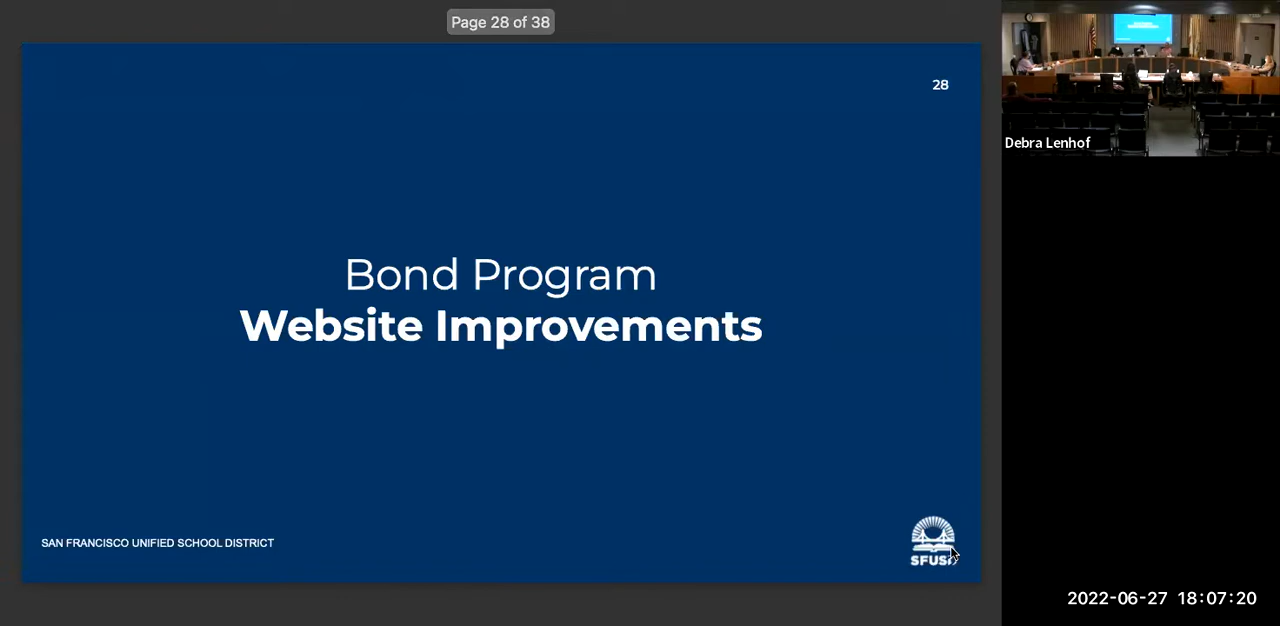 Page 28 of 38
28
Bond Program
Website Improvements
SAN FRANCISCO UNIFIED SCHOOL DISTRICT
Debra Lenhof
2022-06-27 18:07:20